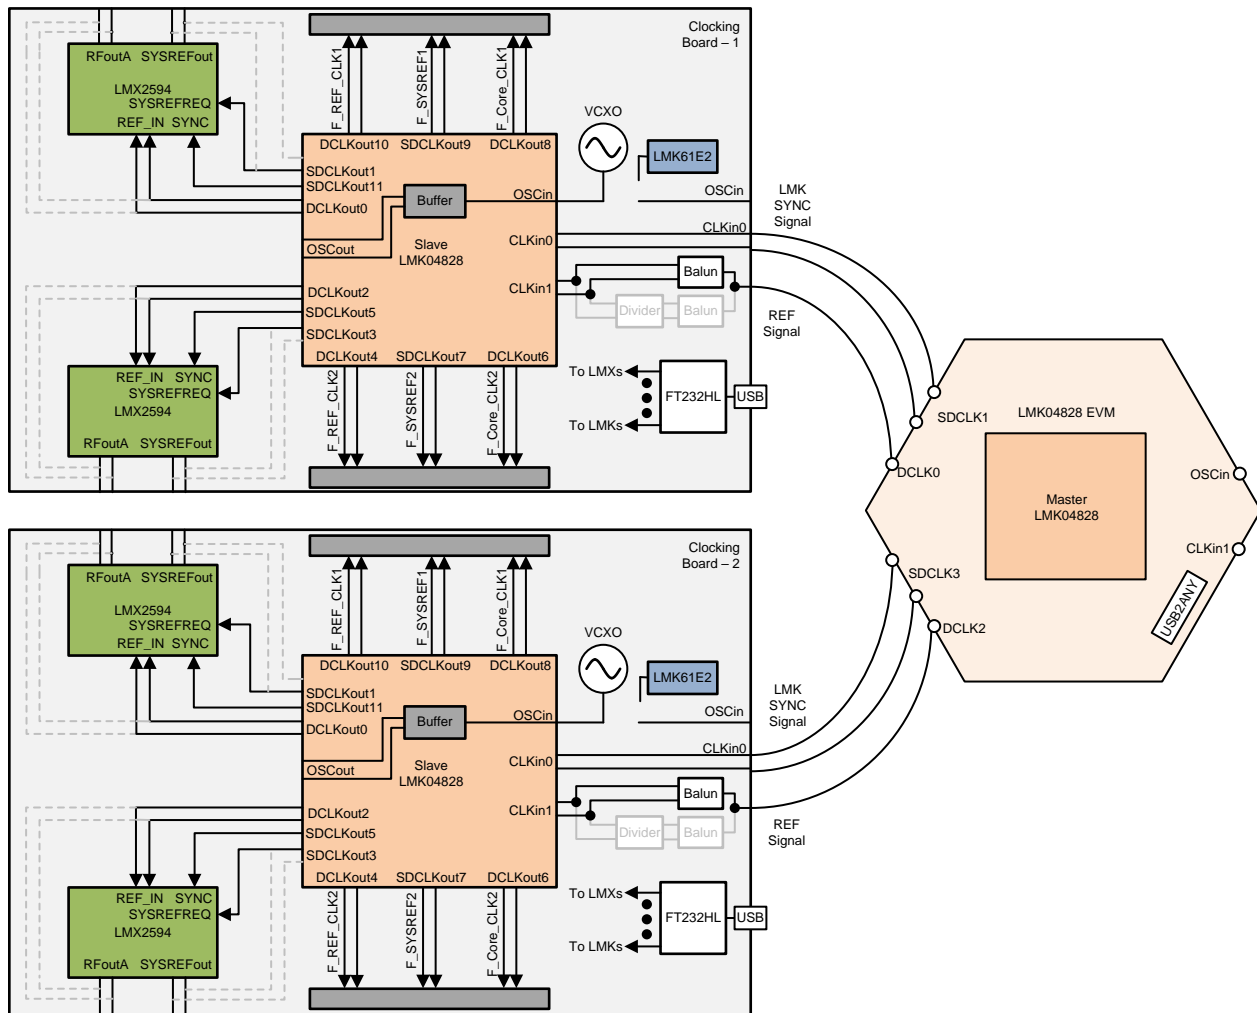 Clocking
Board – 1
RFoutA SYSREFout
LMX2594
SYSREFREQ
REF_IN SYNC
F_REF_CLK1
F_SYSREF1
F_Core_CLK1
VCXO
LMK61E2
DCLKout10 SDCLKout9 DCLKout8
SDCLKout1
SDCLKout11
DCLKout0
Buffer
OSCin
OSCin
LMK
SYNC
Signal
CLKin0
CLKin0
OSCout
Slave
LMK04828
CLKin1
Balun
Divider
Balun
REF
Signal
DCLKout2
SDCLKout5
SDCLKout3
DCLKout4 SDCLKout7 DCLKout6
REF_IN SYNC
SYSREFREQ
LMX2594
RFoutA SYSREFout
F_REF_CLK2
F_SYSREF2
F_Core_CLK2
To LMXs
To LMKs
FT232HL
USB
LMK04828 EVM
SDCLK1
DCLK0
Master
LMK04828
OSCin
CLKin1
SDCLK3
DCLK2
USB2ANY
Clocking
Board – 2
RFoutA SYSREFout
LMX2594
SYSREFREQ
REF_IN SYNC
F_REF_CLK1
F_SYSREF1
F_Core_CLK1
VCXO
LMK61E2
DCLKout10 SDCLKout9 DCLKout8
SDCLKout1
SDCLKout11
DCLKout0
Buffer
OSCin
OSCin
LMK
SYNC
Signal
CLKin0
CLKin0
OSCout
Slave
LMK04828
CLKin1
Balun
Divider
Balun
REF
Signal
DCLKout2
SDCLKout5
SDCLKout3
DCLKout4 SDCLKout7 DCLKout6
REF_IN SYNC
SYSREFREQ
LMX2594
RFoutA SYSREFout
F_REF_CLK2
F_SYSREF2
F_Core_CLK2
To LMXs
To LMKs
FT232HL
USB